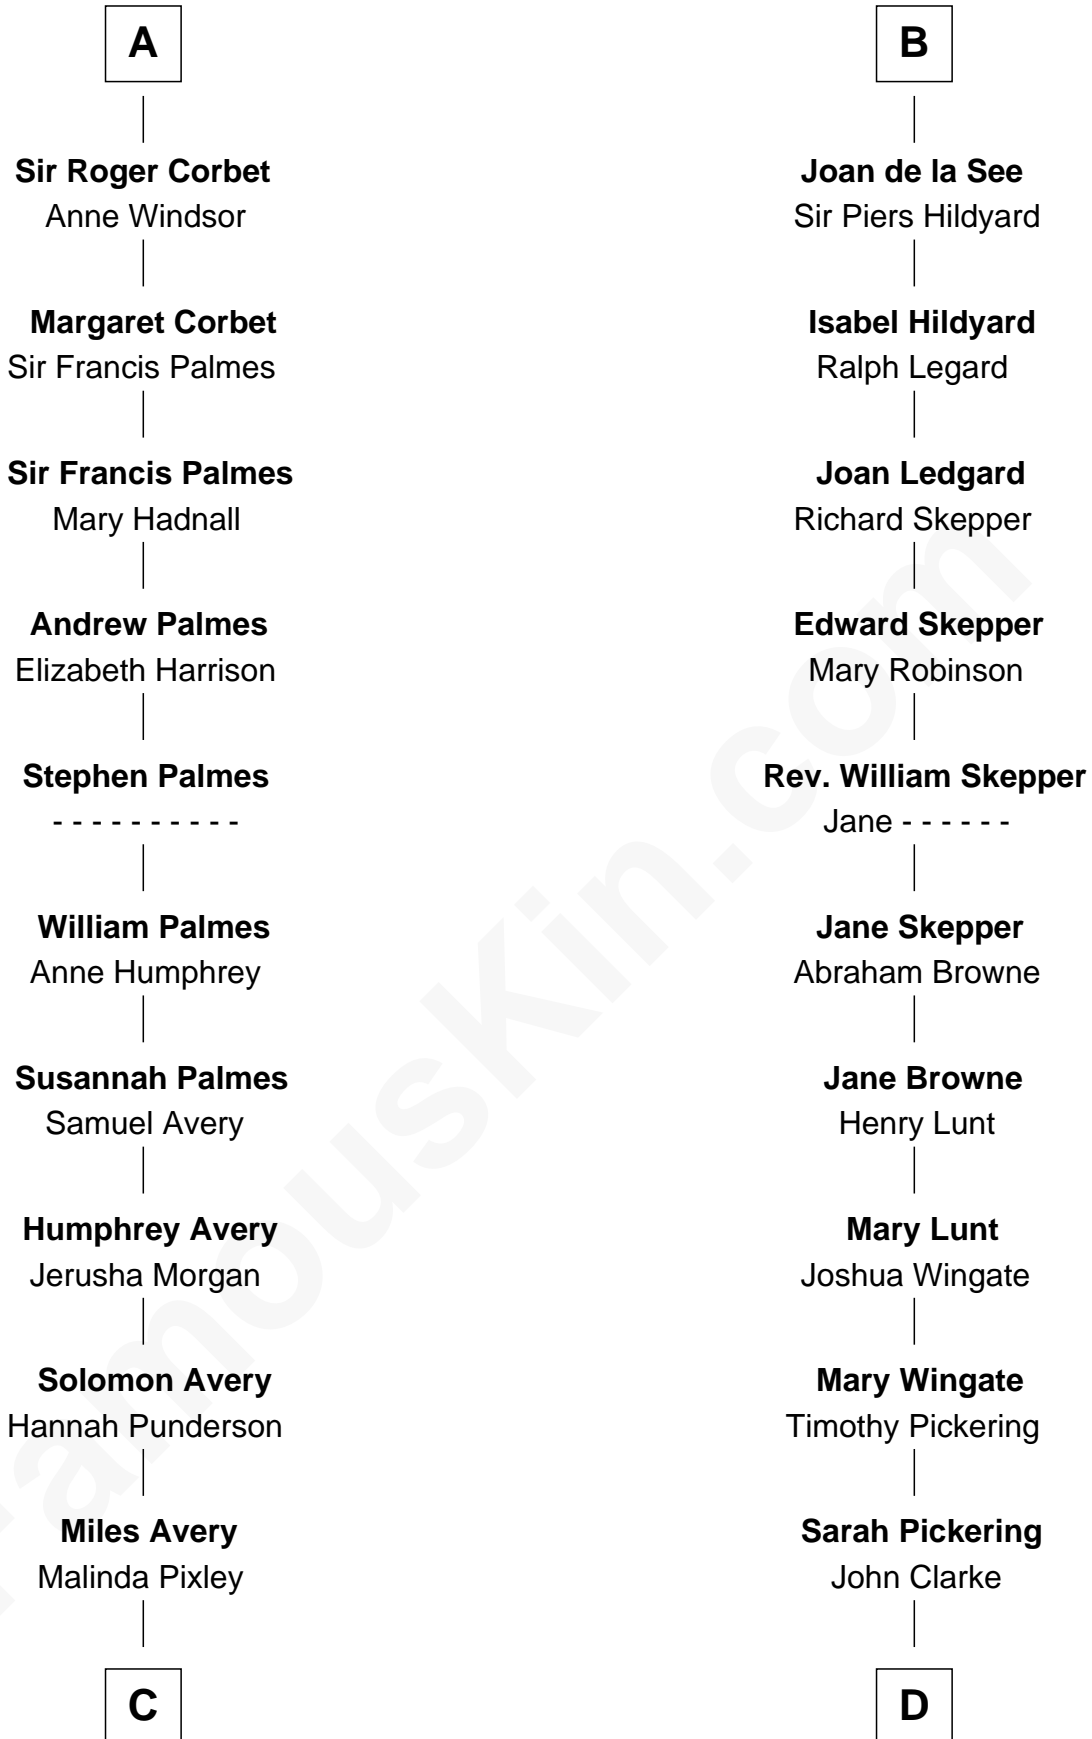 A
Sir Roger Corbet
Anne Windsor
Margaret Corbet
Sir Francis Palmes
Sir Francis Palmes
Mary Hadnall
Andrew Palmes
Elizabeth Harrison
Stephen Palmes
- - - - - - - - - -
William Palmes
Anne Humphrey
Susannah Palmes
Samuel Avery
Humphrey Avery
Jerusha Morgan
Solomon Avery
Hannah Punderson
Miles Avery
Malinda Pixley
C
B
Joan de la See
Sir Piers Hildyard
Isabel Hildyard
Ralph Legard
Joan Ledgard
Richard Skepper
Edward Skepper
Mary Robinson
Rev. William Skepper
Jane - - - - - -
Jane Skepper
Abraham Browne
Jane Browne
Henry Lunt
Mary Lunt
Joshua Wingate
Mary Wingate
Timothy Pickering
Sarah Pickering
John Clarke
D
FamousKin.com